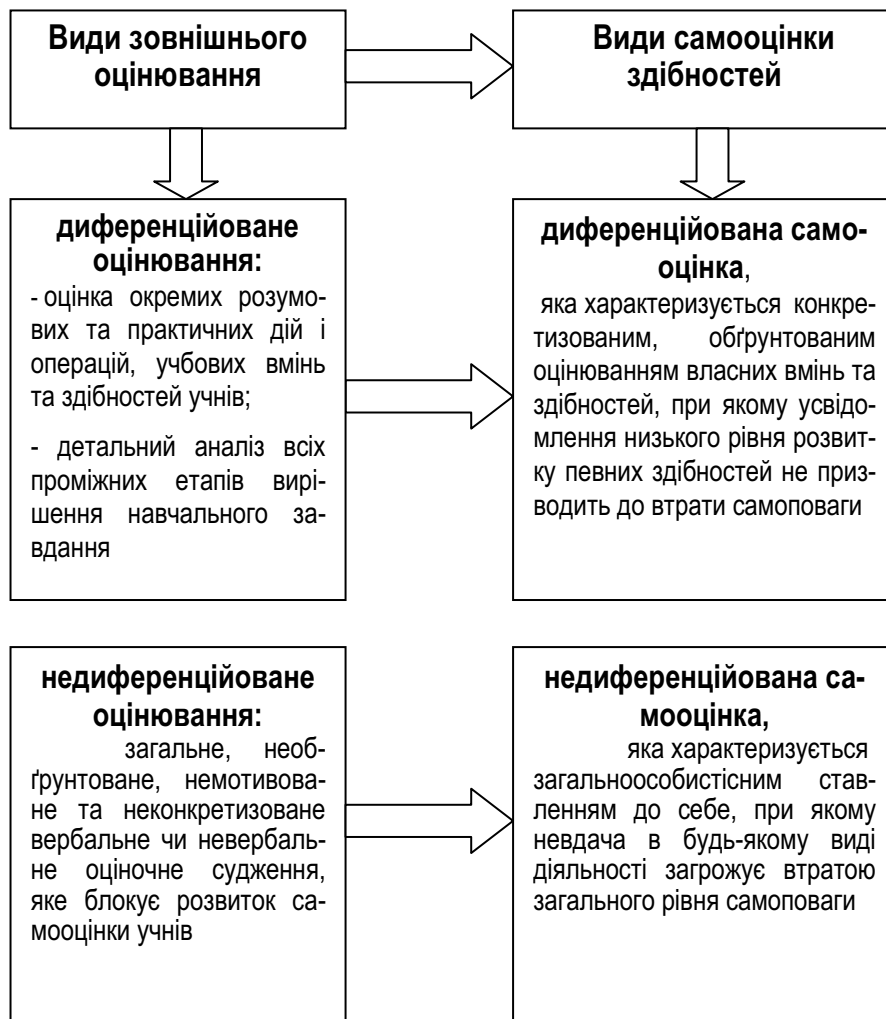 Види зовнішнього
оцінювання
Види самооцінки
здібностей
диференційоване
оцінювання:
- оцінка окремих розумо-
вих та практичних дій і
операцій, учбових вмінь
та здібностей учнів;
- детальний аналіз всіх
проміжних етапів вирі-
шення навчального за-
вдання
диференційована само-
оцінка,
яка характеризується конкре-
тизованим, обґрунтованим
оцінюванням власних вмінь та
здібностей, при якому усвідо-
млення низького рівня розвит-
ку певних здібностей не приз-
водить до втрати самоповаги
недиференційоване
оцінювання:
загальне, необ-
ґрунтоване, немотивова-
не та неконкретизоване
вербальне чи невербаль-
не оціночне судження,
яке блокує розвиток са-
мооцінки учнів
недиференційована са-
мооцінка,
яка характеризується
загальноособистісним став-
ленням до себе, при якому
невдача в будь-якому виді
діяльності загрожує втратою
загального рівня самоповаги